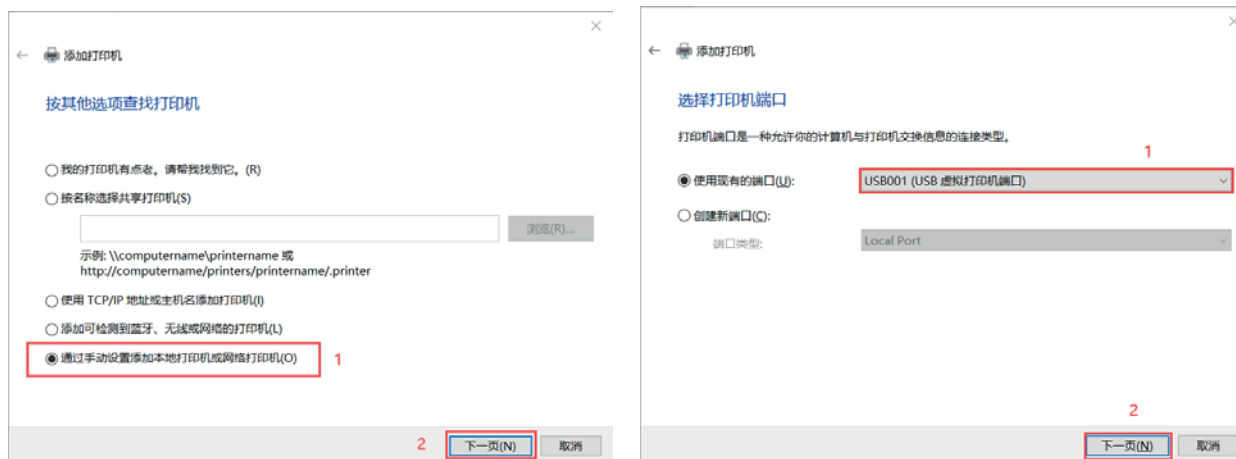 添加打印机
按其他选项查找打印机
我的打印机有点老。请帮我找到它。(R)
按名称选择共享打印机(S)
浏览(R)...
示例: \\computername\printername 或
http://computername/printers/printername/.printer
使用 TCP/IP 地址或主机名添加打印机(I)
添加可检测到蓝牙、无线或网络的打印机(L)
通过手动设置添加本地打印机或网络打印机(O)
1
2
下一页(N)
取消
添加打印机
选择打印机端口
打印机端口是一种允许你的计算机与打印机交换信息的连接类型。
1
使用现有的端口(U):
USB001 (USB 虚拟打印机端口)
创建新端口(C):
端口类型:
Local Port
2
下一页(N)
取消